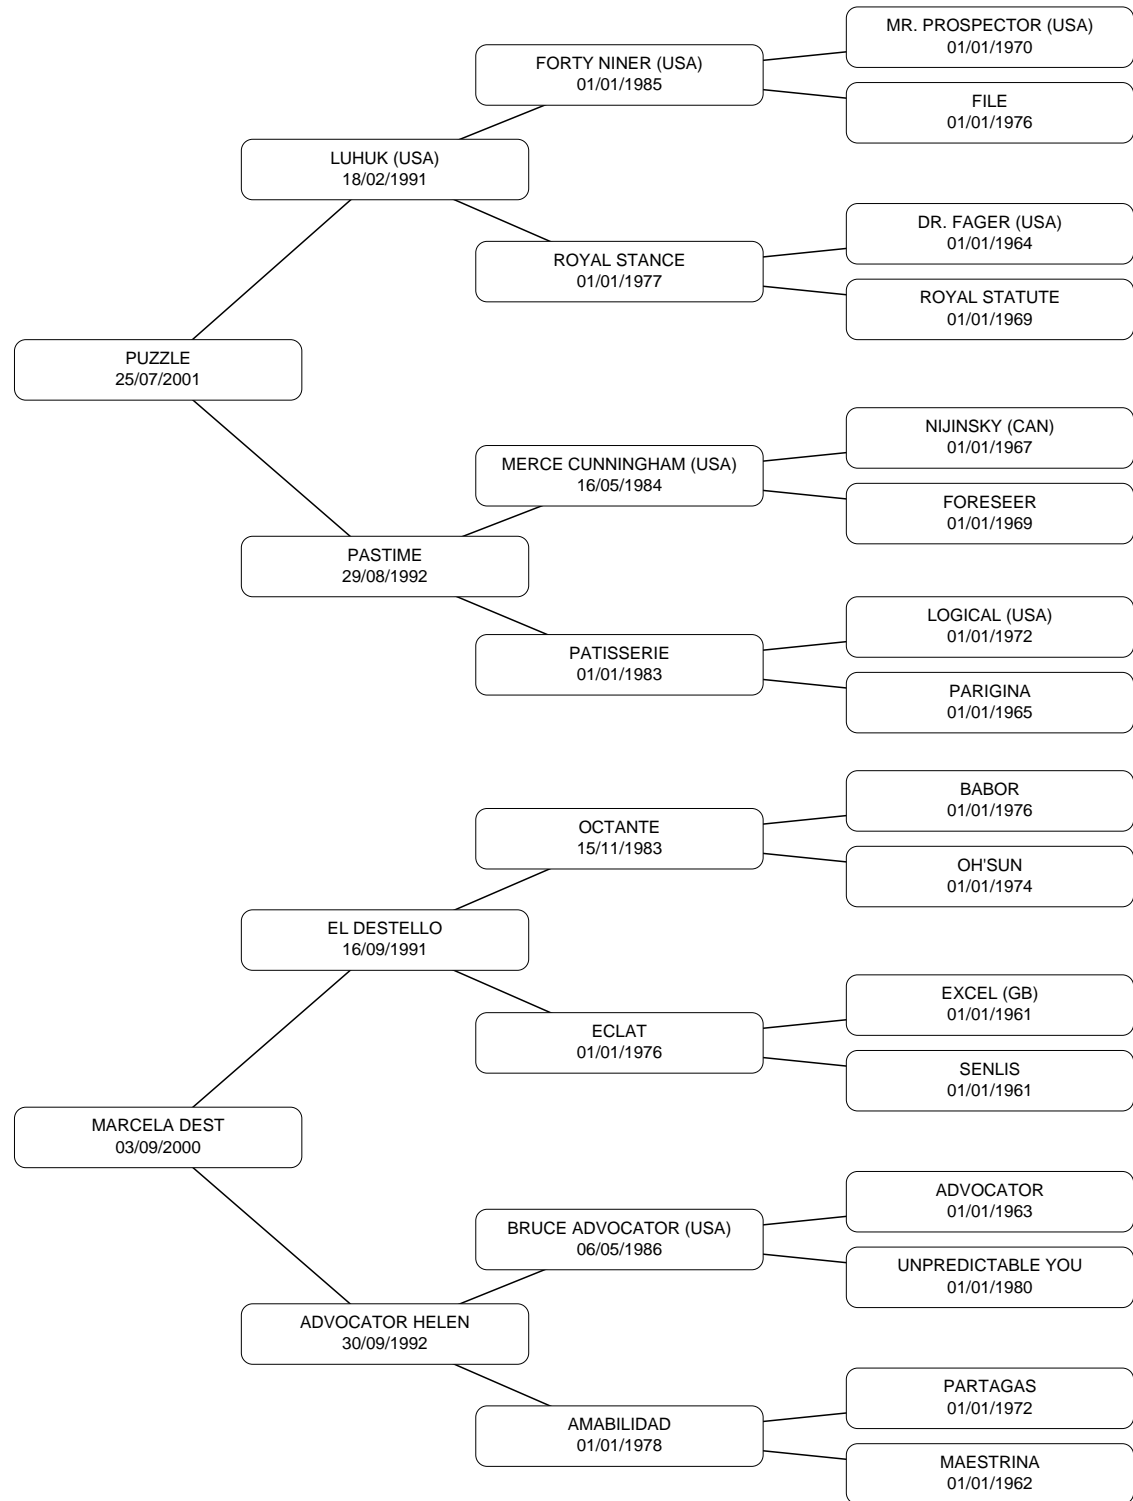 MR. PROSPECTOR (USA)
01/01/1970
FORTY NINER (USA)
01/01/1985
FILE
01/01/1976
LUHUK (USA)
18/02/1991
DR. FAGER (USA)
01/01/1964
ROYAL STANCE
01/01/1977
ROYAL STATUTE
01/01/1969
PUZZLE
25/07/2001
NIJINSKY (CAN)
01/01/1967
MERCE CUNNINGHAM (USA)
16/05/1984
FORESEER
01/01/1969
PASTIME
29/08/1992
LOGICAL (USA)
01/01/1972
PATISSERIE
01/01/1983
PARIGINA
01/01/1965
BABOR
01/01/1976
OCTANTE
15/11/1983
OH'SUN
01/01/1974
EL DESTELLO
16/09/1991
EXCEL (GB)
01/01/1961
ECLAT
01/01/1976
SENLIS
01/01/1961
MARCELA DEST
03/09/2000
ADVOCATOR
01/01/1963
BRUCE ADVOCATOR (USA)
06/05/1986
UNPREDICTABLE YOU
01/01/1980
ADVOCATOR HELEN
30/09/1992
PARTAGAS
01/01/1972
AMABILIDAD
01/01/1978
MAESTRINA
01/01/1962